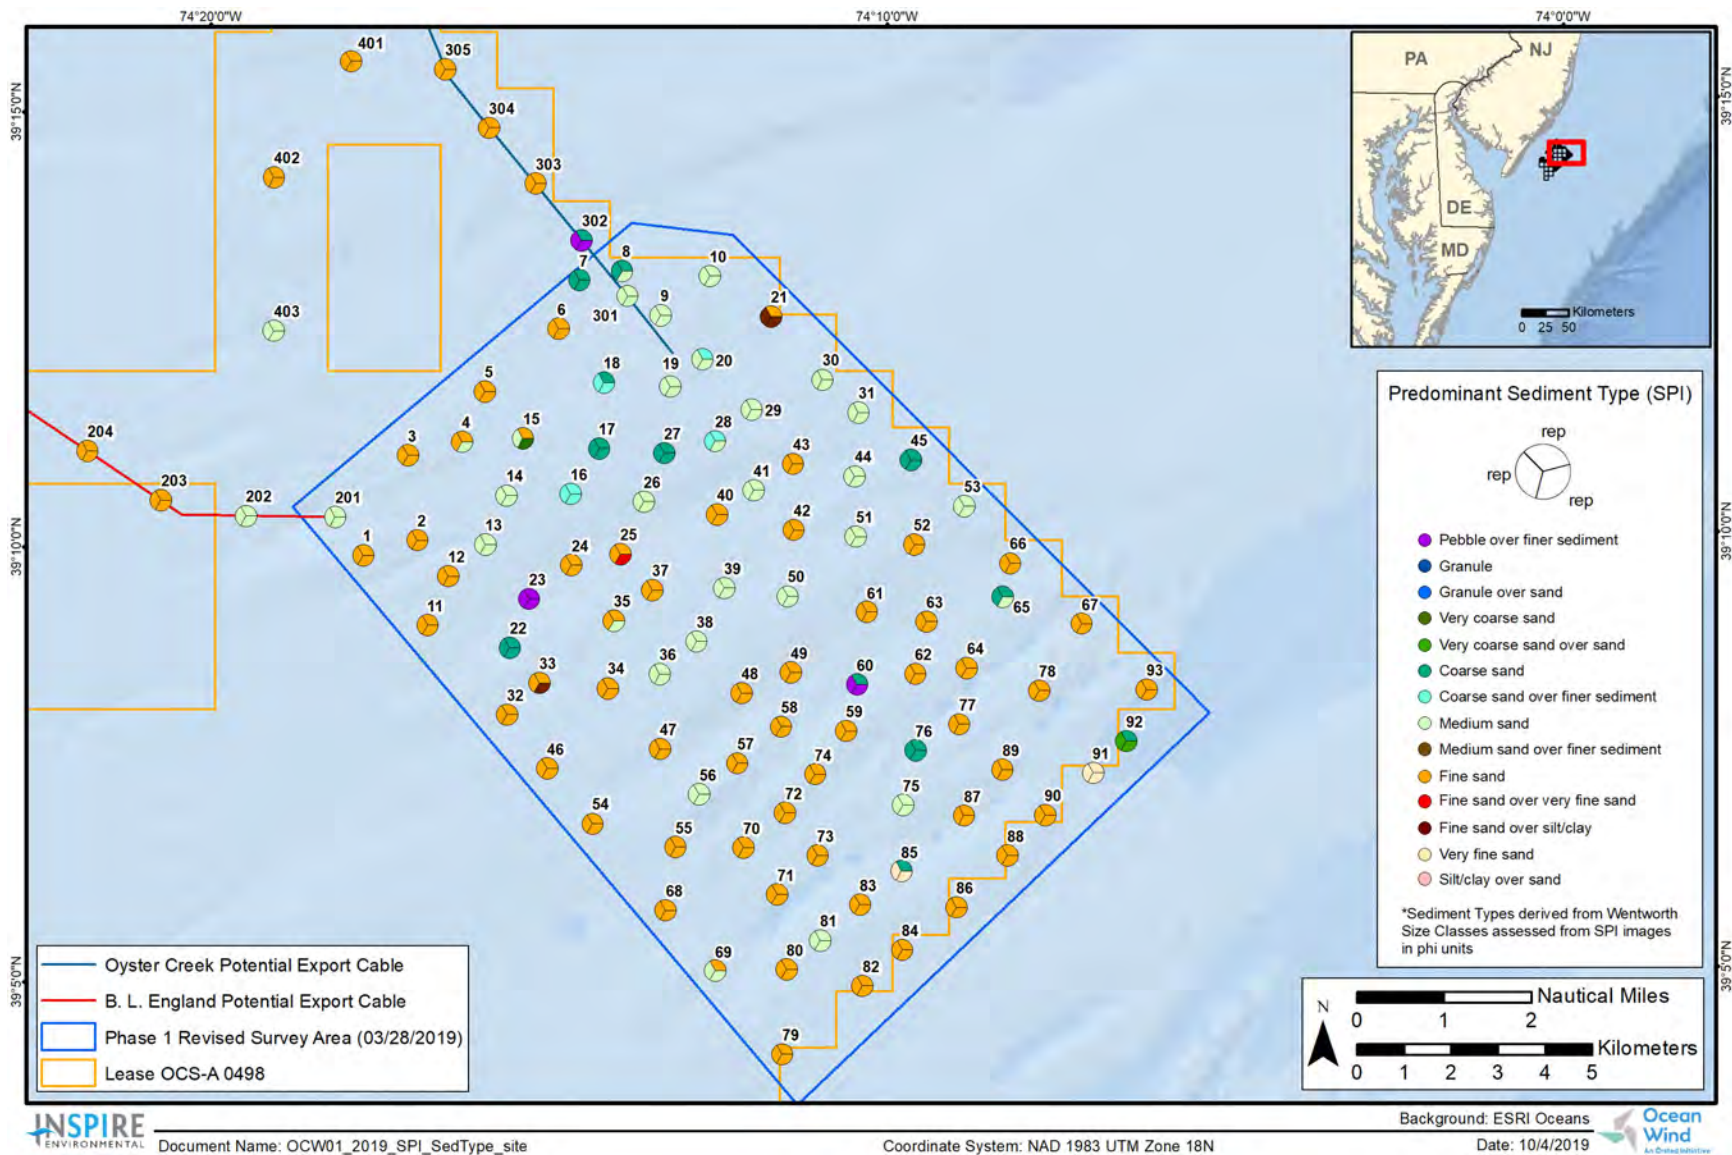 74°20'0"W
74°10'0"W
74°0'0"W
39°15'0"N
39°15'0"N
39°10'0"N
39°10'0"N
39°5'0"N
39°5'0"N
401
305
304
402
303
302
403
7
8
10
301
9
21
6
18
19
20
30
31
5
4
15
17
27
28
29
3
43
45
204
203
202
201
14
16
26
41
44
53
40
42
51
52
1
2
13
12
24
25
66
23
37
39
50
65
11
35
61
63
67
22
38
33
34
36
49
60
62
64
78
93
32
48
58
59
77
92
46
47
57
74
76
89
91
56
75
54
72
87
90
55
70
73
88
85
68
71
83
86
81
84
69
80
82
79
PA
NJ
DE
MD
Kilometers
0 25 50
Predominant Sediment Type (SPI)
rep
rep
rep
Pebble over finer sediment
Granule
Granule over sand
Very coarse sand
Very coarse sand over sand
Coarse sand
Coarse sand over finer sediment
Medium sand
Medium sand over finer sediment
Fine sand
Fine sand over very fine sand
Fine sand over silt/clay
Very fine sand
Silt/clay over sand
*Sediment Types derived from Wentworth
Size Classes assessed from SPI images
in phi units
Oyster Creek Potential Export Cable
B. L. England Potential Export Cable
Phase 1 Revised Survey Area (03/28/2019)
Lease OCS-A 0498
N
Nautical Miles
0 1 2
Kilometers
0 1 2 3 4 5
INSPIRE
ENVIRONMENTAL
Document Name: OCW01_2019_SPI_SedType_site
Coordinate System: NAD 1983 UTM Zone 18N
Background: ESRI Oceans
Date: 10/4/2019
Ocean
Wind
An Ørsted Initiative